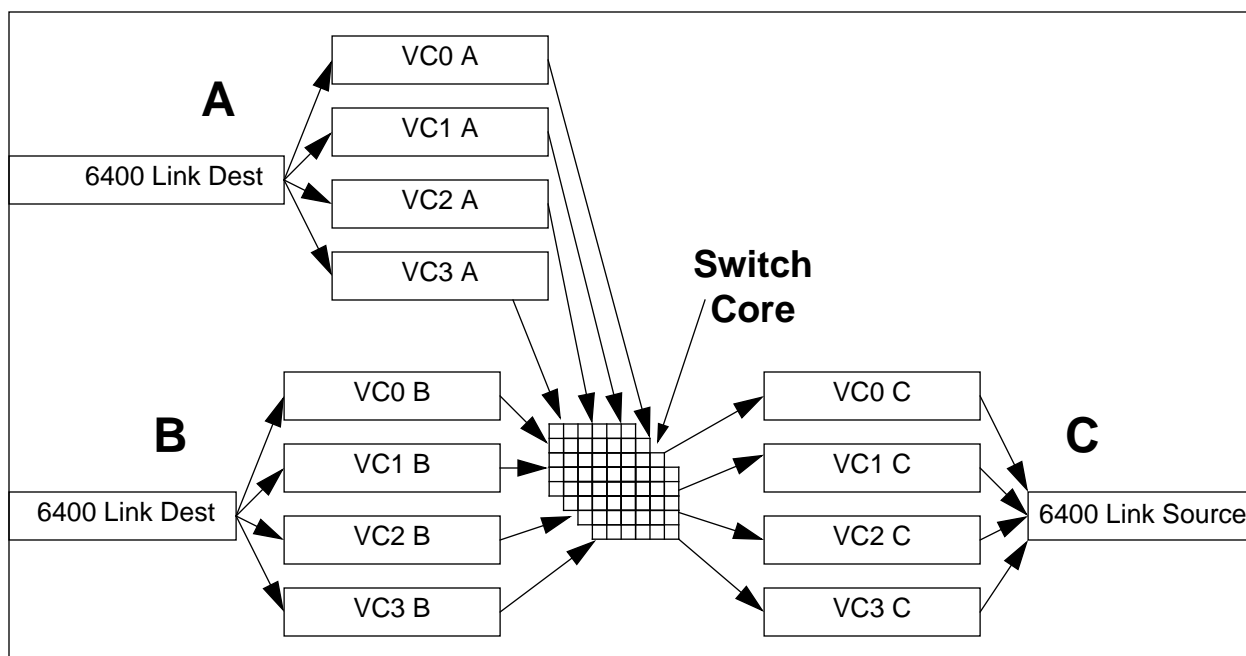 VC0 A
A
VC1 A
6400 Link Dest
VC2 A
VC3 A
Switch
Core
VC0 B
VC0 C
B
C
VC1 B
VC1 C
6400 Link Dest
VC2 B
VC2 C
6400 Link Source
VC3 B
VC3 C